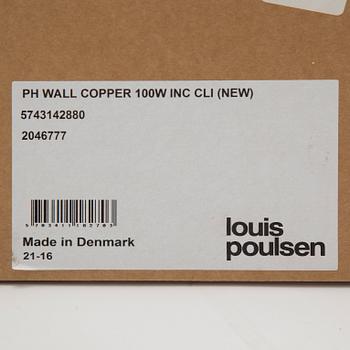 PH WALL COPPER 100W INC CLI (NEW)
5743142880
2046777
Made in Denmark
21-16
louis
poulsen